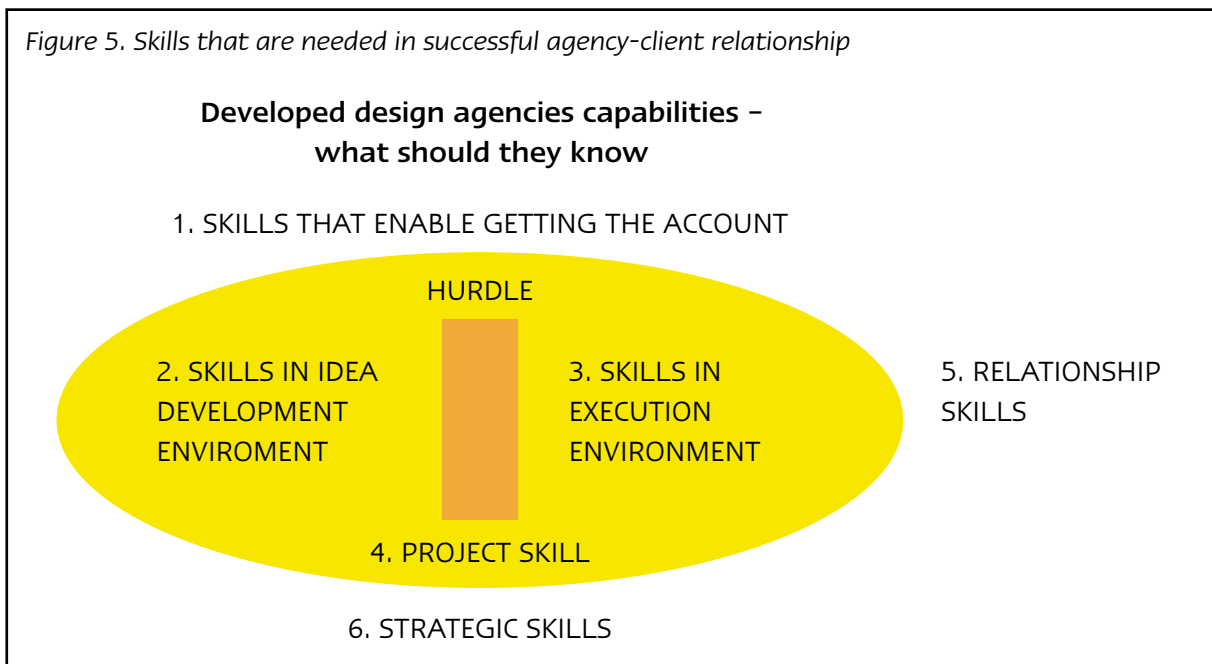 Figure 5. Skills that are needed in successful agency-client relationship
Developed design agencies capabilities –
what should they know
1. SKILLS THAT ENABLE GETTING THE ACCOUNT
HURDLE
2. SKILLS IN IDEA
DEVELOPMENT
ENVIROMENT
3. SKILLS IN
EXECUTION
ENVIRONMENT
5. RELATIONSHIP
SKILLS
4. PROJECT SKILL
6. STRATEGIC SKILLS